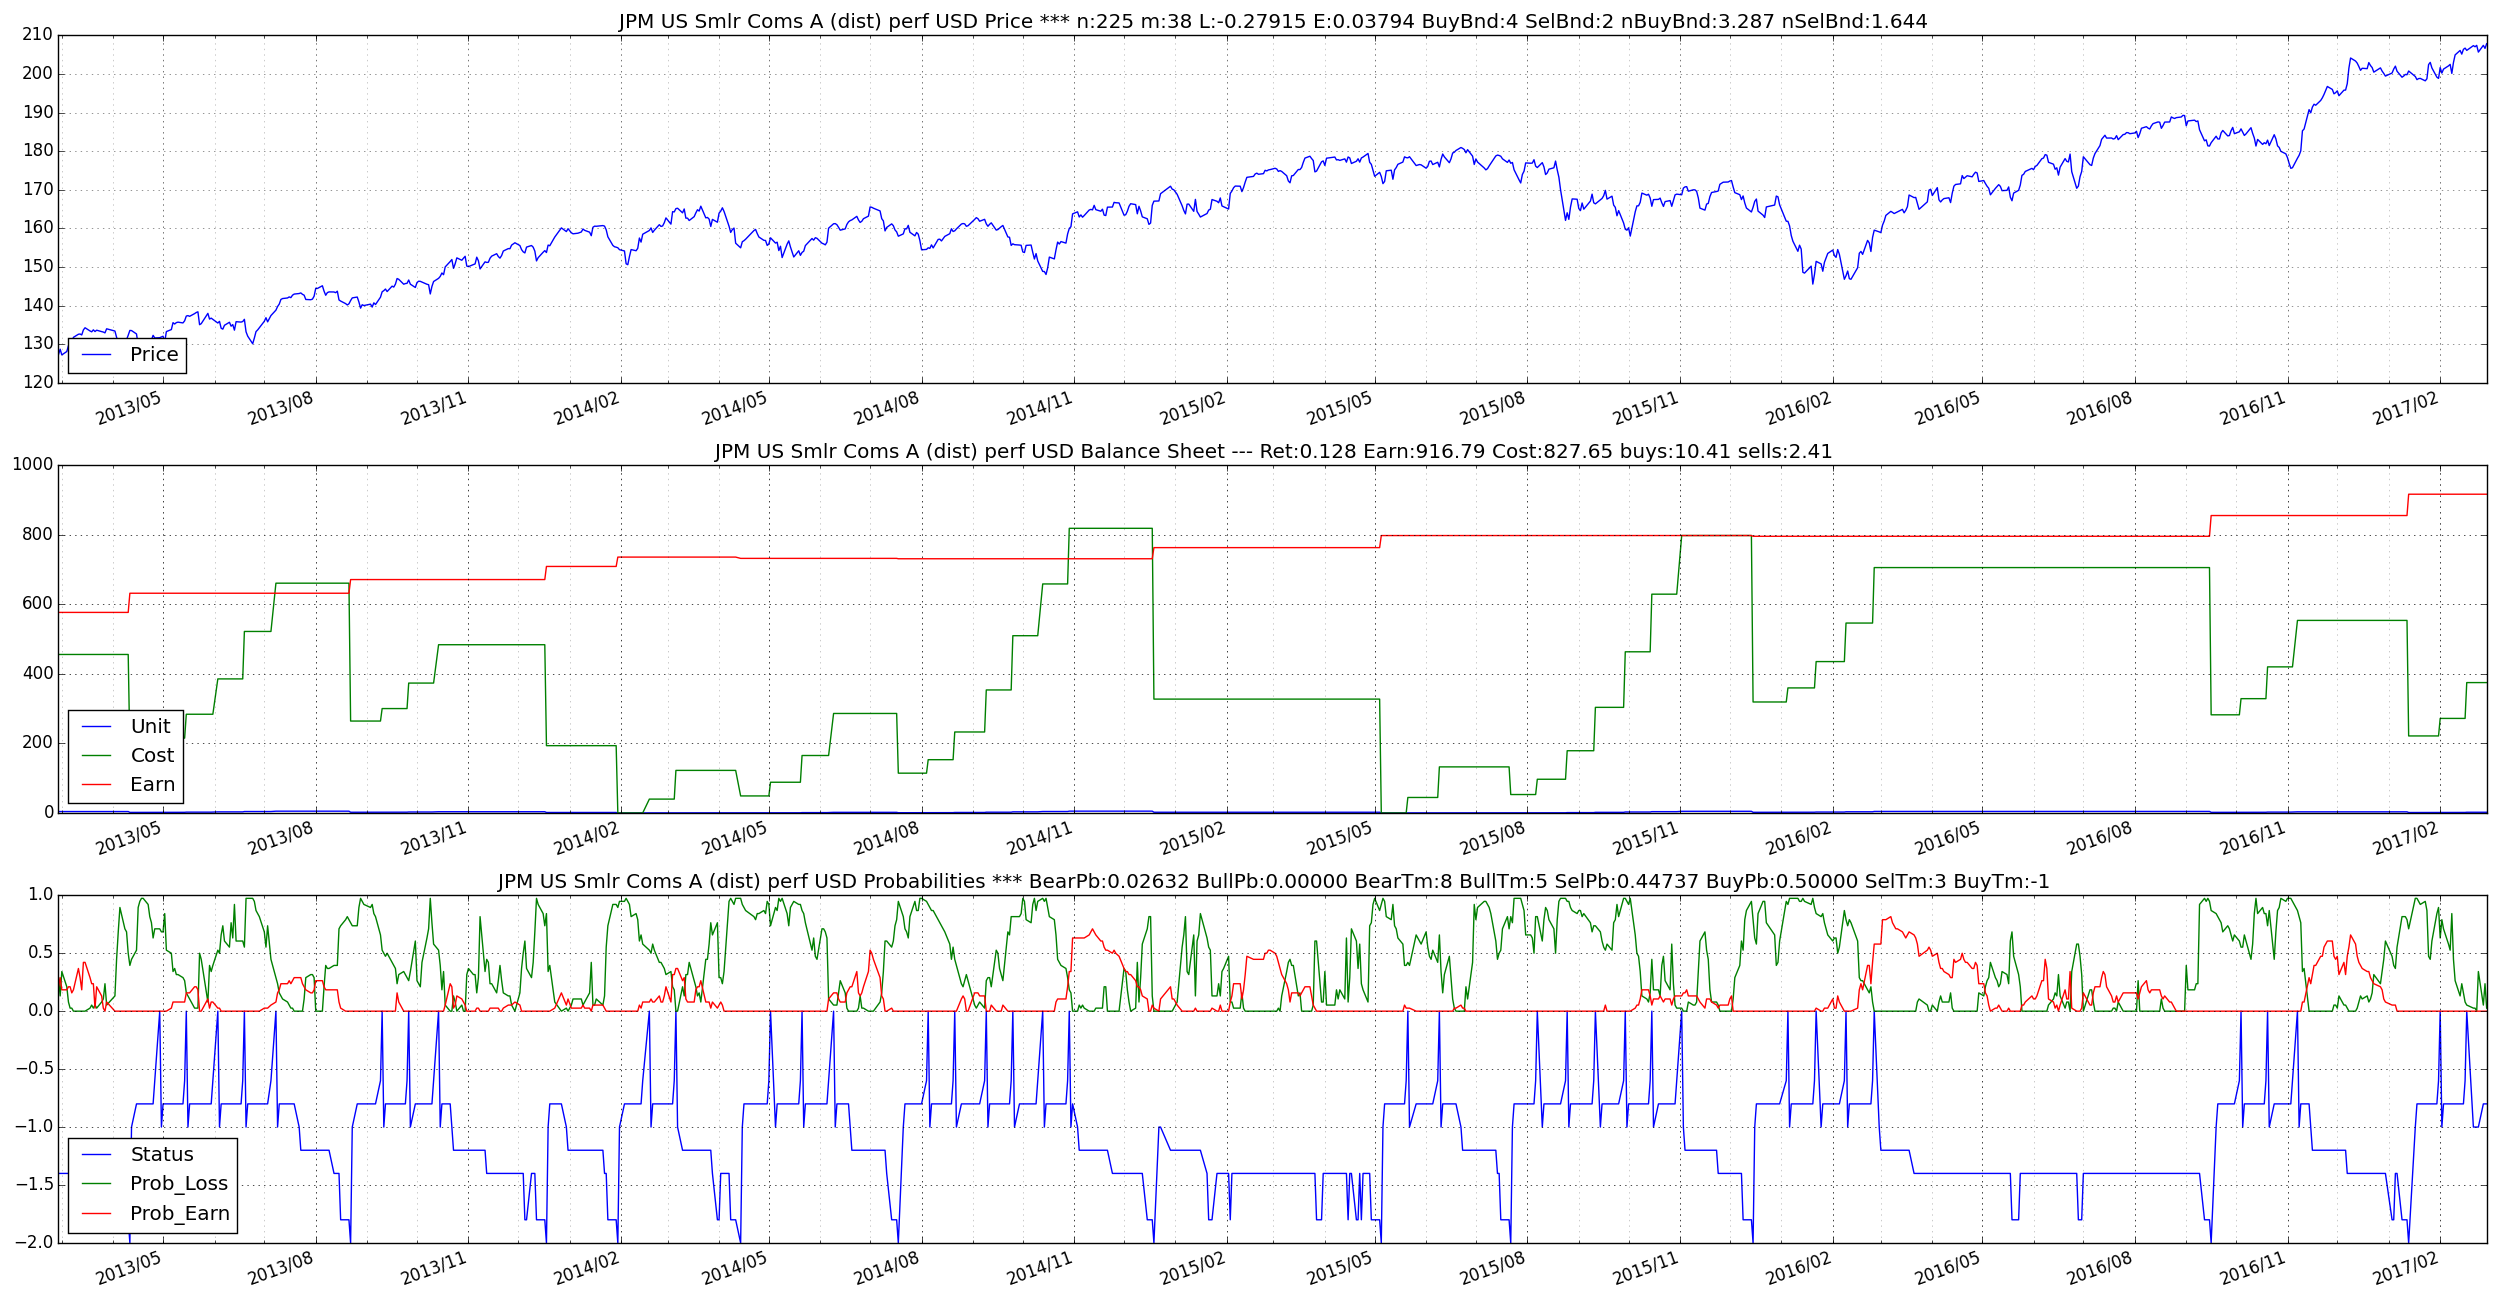 JPM US Smlr Coms A (dist) perf USD Price *** n:225 m:38 L:-0.27915 E:0.03794 BuyBnd:4 SelBnd:2 nBuyBnd:3.287 nSelBnd:1.644
210
200
190
180
170
160
150
140
130
120
Price
2013/05 2013/08 2013/11 2014/02 2014/05 2014/08 2014/11 2015/02 2015/05 2015/08 2015/11 2016/02 2016/05 2016/08 2016/11 2017/02
JPM US Smlr Coms A (dist) perf USD Balance Sheet --- Ret:0.128 Earn:916.79 Cost:827.65 buys:10.41 sells:2.41
1000
800
600
400
200
0
Unit
Cost
Earn
2013/05 2013/08 2013/11 2014/02 2014/05 2014/08 2014/11 2015/02 2015/05 2015/08 2015/11 2016/02 2016/05 2016/08 2016/11 2017/02
JPM US Smlr Coms A (dist) perf USD Probabilities *** BearPb:0.02632 BullPb:0.00000 BearTm:8 BullTm:5 SelPb:0.44737 BuyPb:0.50000 SelTm:3 BuyTm:-1
1.0
0.5
0.0
−0.5
−1.0
−1.5
−2.0
Status
Prob_Loss
Prob_Earn
2013/05 2013/08 2013/11 2014/02 2014/05 2014/08 2014/11 2015/02 2015/05 2015/08 2015/11 2016/02 2016/05 2016/08 2016/11 2017/02